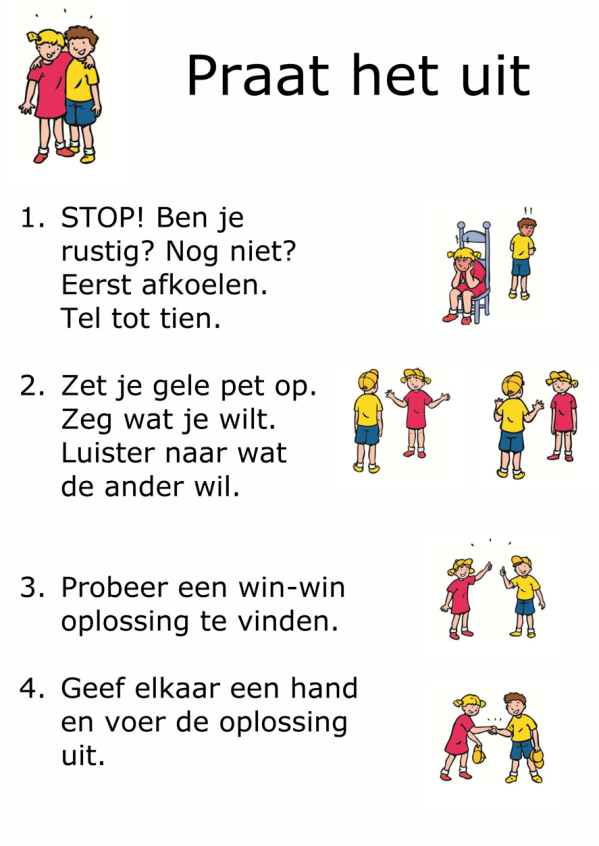 Praat het uit
1. STOP! Ben je
rustig? Nog niet?
Eerst afkoelen.
Tel tot tien.
2. Zet je gele pet op.
Zeg wat je wilt.
Luister naar wat
de ander wil.
3. Probeer een win-win
oplossing te vinden.
4. Geef elkaar een hand
en voer de oplossing
uit.